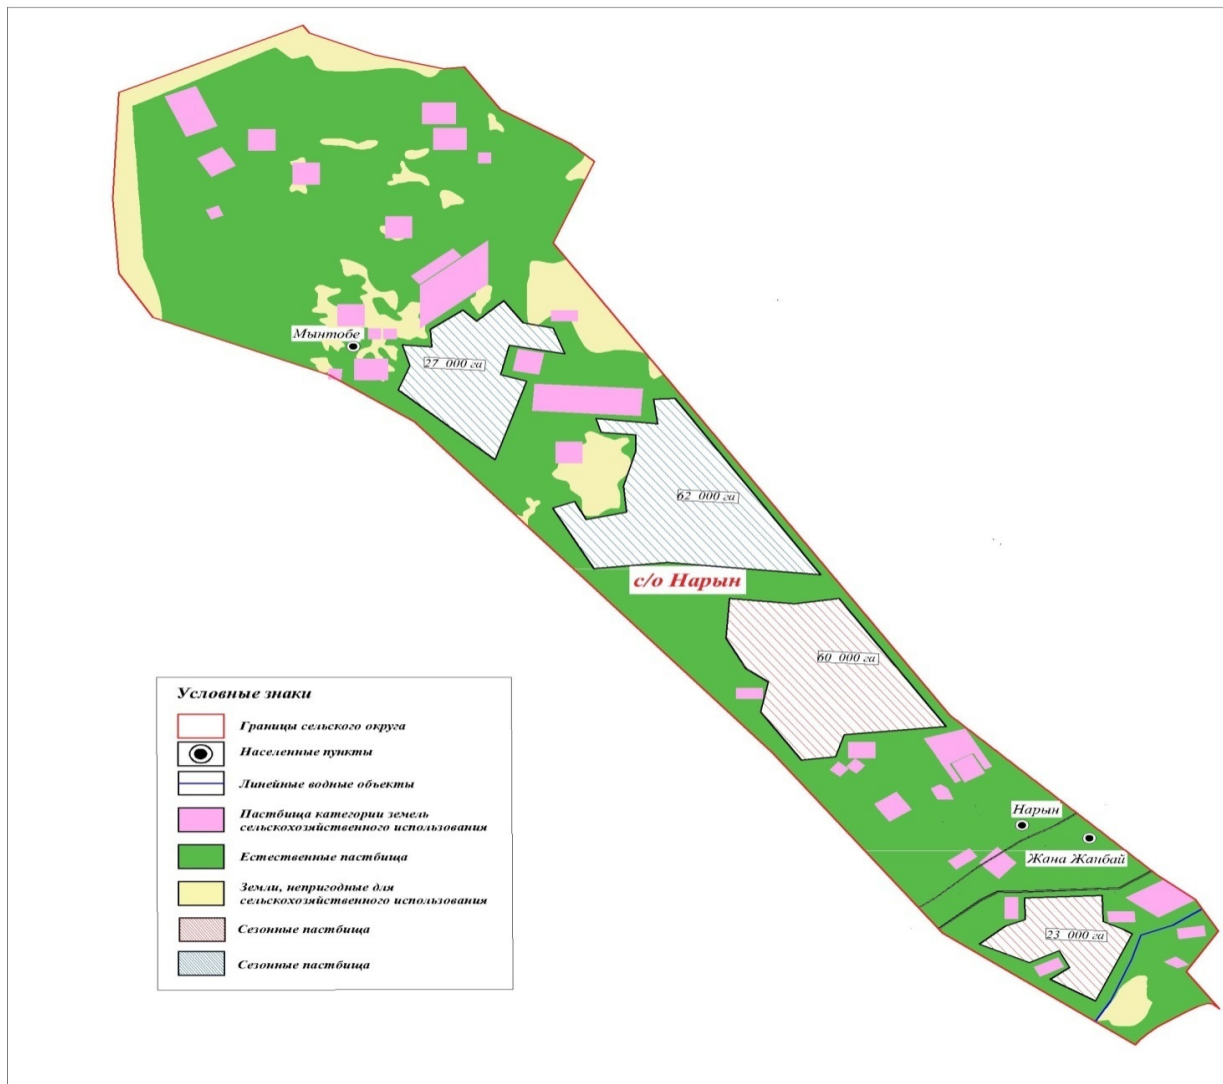 Мынтобе
27 000 га
62 000 га
с/о Нарын
60 000 га
Условные знаки
Границы сельского округа
Населенные пункты
Линейные водные объекты
Пастбища категории земель
сельскохозяйственного использования
Естественные пастбища
Земли, непригодные для
сельскохозяйственного использования
Сезонные пастбища
Сезонные пастбища
Нарын
Жана Жанбай
23 000 га